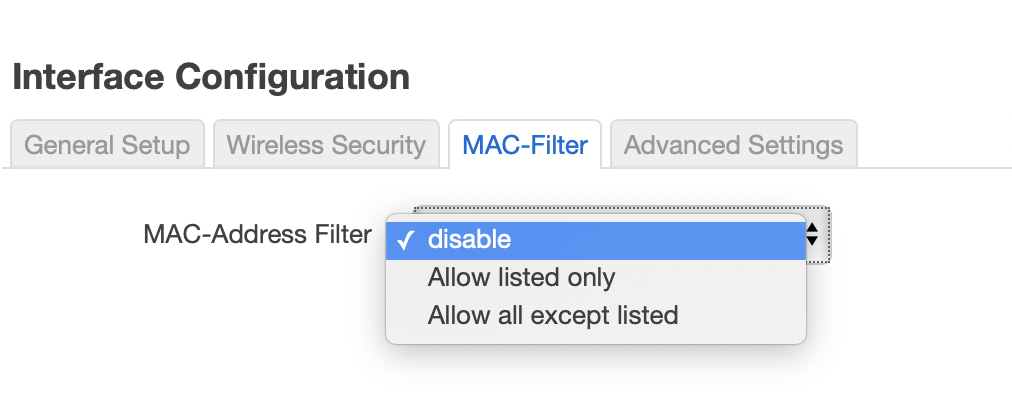 Interface Configuration
General Setup Wireless Security MAC-Filter Advanced Settings
MAC-Address Filter ✓ disable
Allow listed only
Allow all except listed